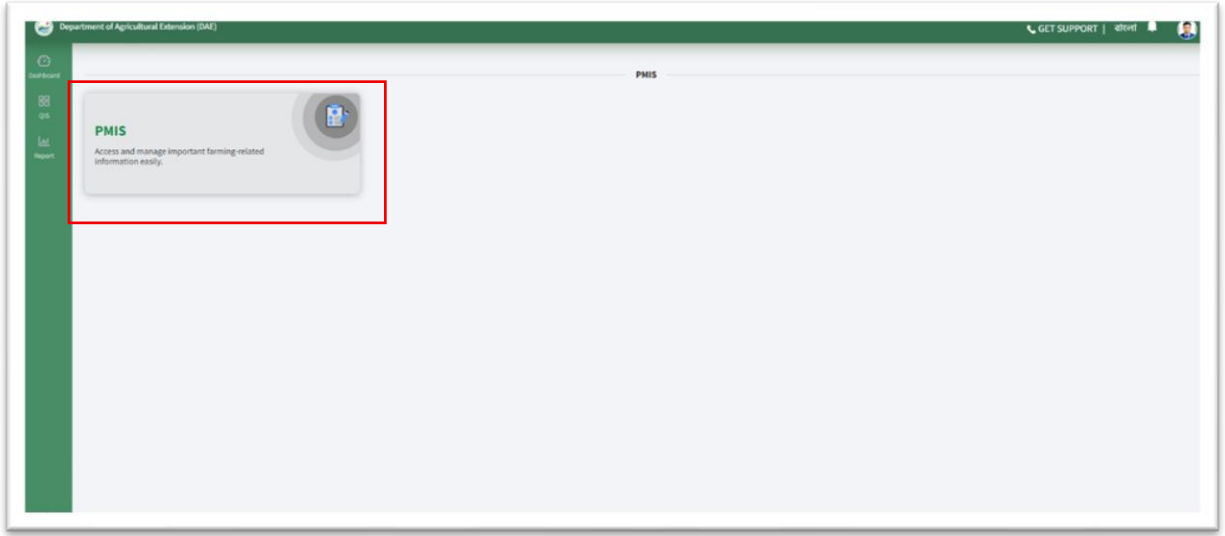 Department of Agricultural Extension (DAE)
GET SUPPORT | বাংলা
Dashboard
PMIS
QIS
PMIS
Access and manage important farming-related
information easily.
Report